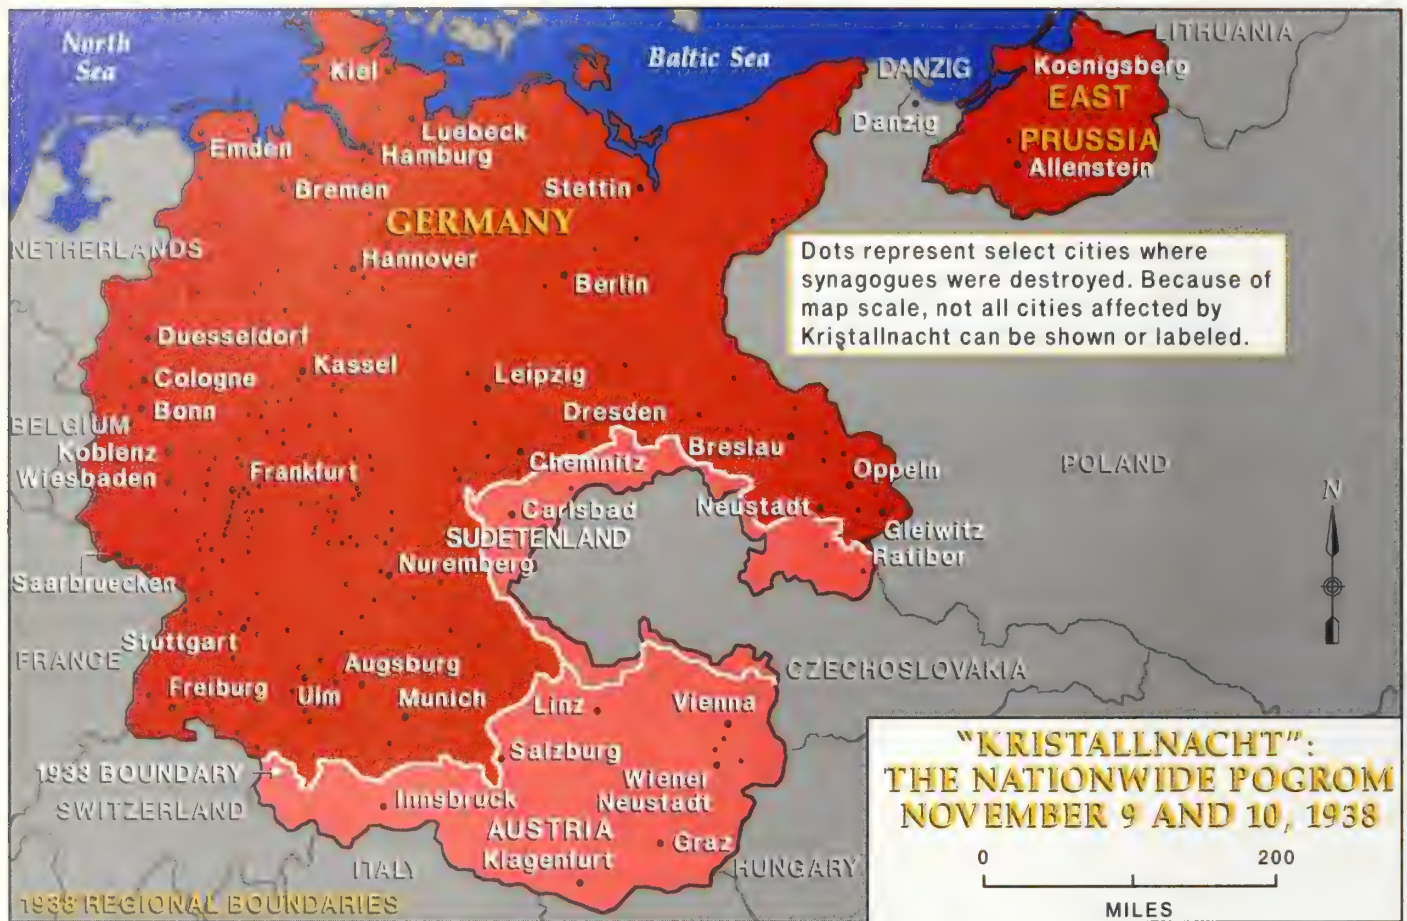 North
Sea
Kiel
Baltic Sea
DANZIG
LITHUANIA
Koenigsberg
EAST
PRUSSIA
Allenstein
Danzig
Luebeck
Hamburg
Emden
Bremen
Stettin
GERMANY
NETHERLANDS
Hannover
Berlin
Dots represent select cities where
synagogues were destroyed. Because of
map scale, not all cities affected by
Kristallnacht can be shown or labeled.
Duesseldorf
Kassel
Cologne
Leipzig
Bonn
Dresden
BELGIUM
Koblenz
Wiesbaden
Frankfurt
Chemnitz
Breslau
Oppeln
POLAND
Carlsbad
Neustadt
SUDETENLAND
Gleiwitz
Ratibor
N
Nuremberg
Saarbruecken
Stuttgart
FRANCE
Augsburg
CZECHOSLOVAKIA
Freiburg
Ulm
Munich
Linz
Vienna
Salzburg
1933 BOUNDARY
Wiener
Neustadt
SWITZERLAND
Innsbruck
AUSTRIA
Graz
Klagenfurt
ITALY
HUNGARY
1938 REGIONAL BOUNDARIES
"KRISTALLNACHT":
THE NATIONWIDE POGROM
NOVEMBER 9 AND 10, 1938
0 200
MILES